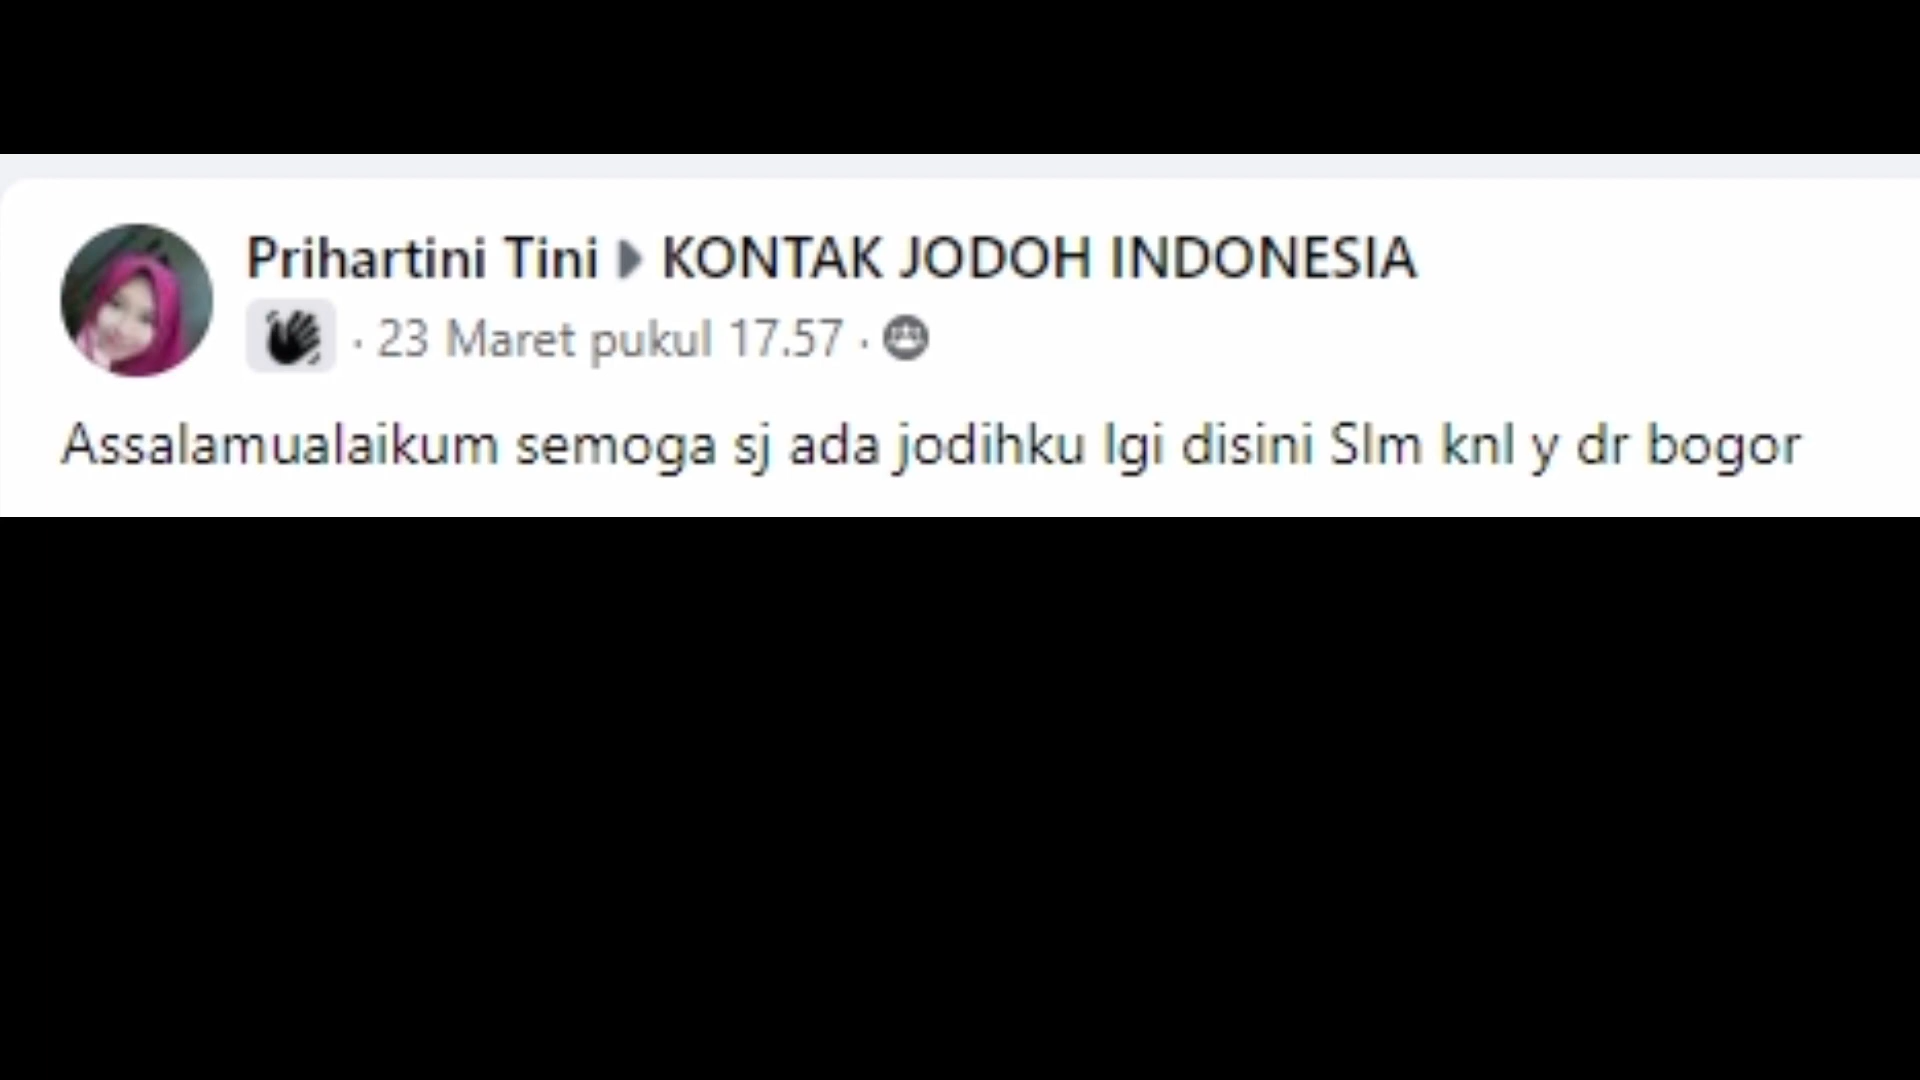 Prihartini Tini ▸ KONTAK JODOH INDONESIA
· 23 Maret pukul 17.57 ·
Assalamualaikum semoga sj ada jodihku lgi disini Slm knl y dr bogor